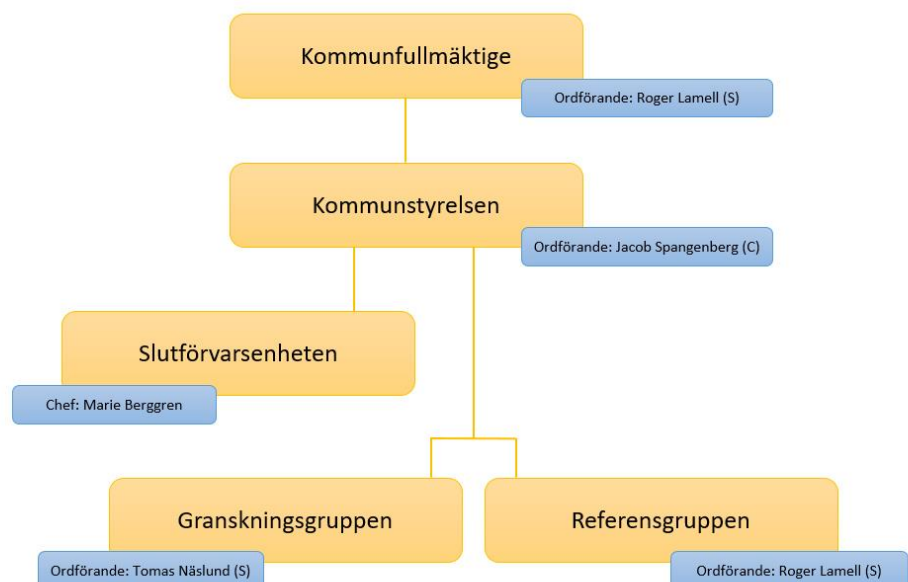 Kommunfullmäktige
Ordförande: Roger Lamell (S)
Kommunstyrelsen
Ordförande: Jacob Spangenberg (C)
Slutförvarsenheten
Chef: Marie Berggren
Granskningsgruppen
Ordförande: Tomas Näslund (S)
Referensgruppen
Ordförande: Roger Lamell (S)